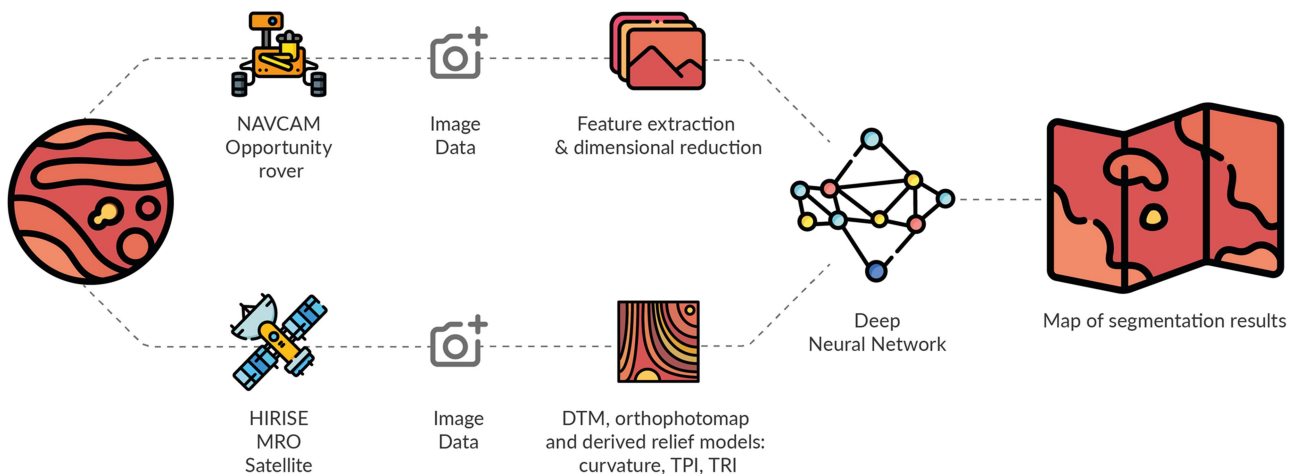 NAVCAM
Opportunity
rover
Image
Data
Feature extraction
& dimensional reduction
HIRISE
MRO
Satellite
Image
Data
DTM, orthophotomap
and derived relief models:
curvature, TPI, TRI
Deep
Neural Network
Map of segmentation results